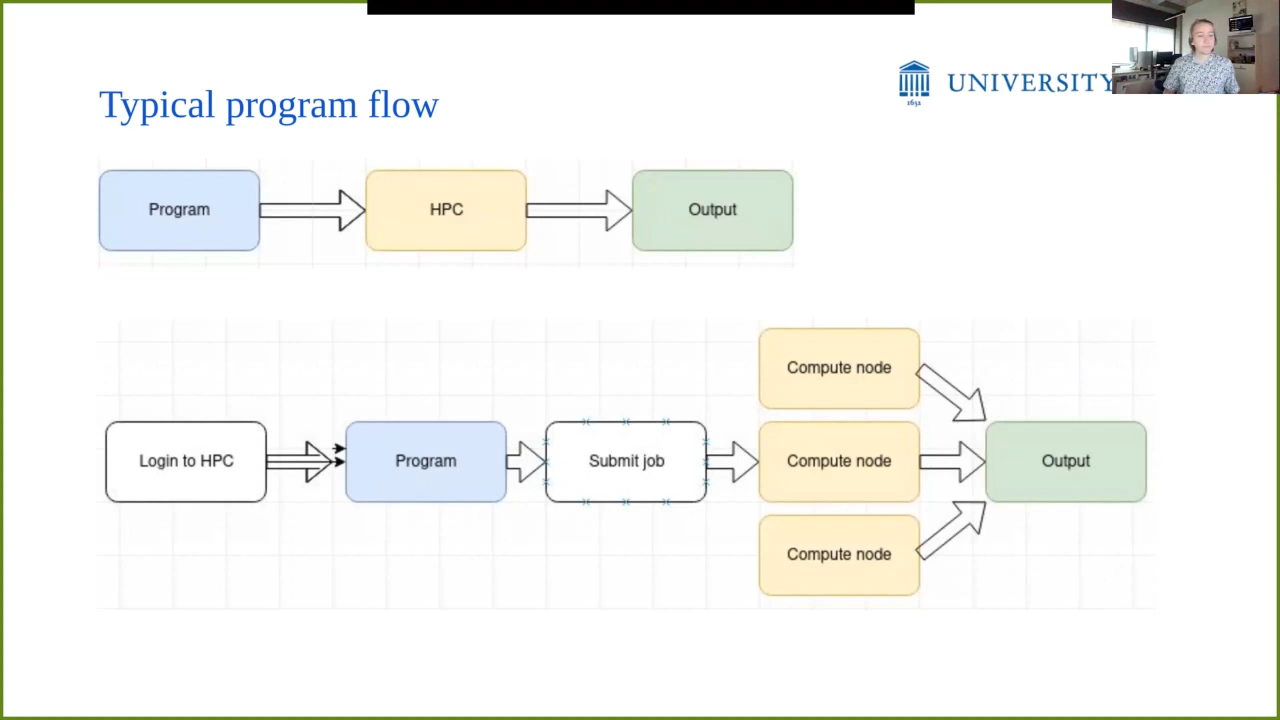 Typical program flow
1632
UNIVERSITY
Program
HPC
Output
Compute node
Login to HPC
Program
Submit job
Compute node
Output
Compute node